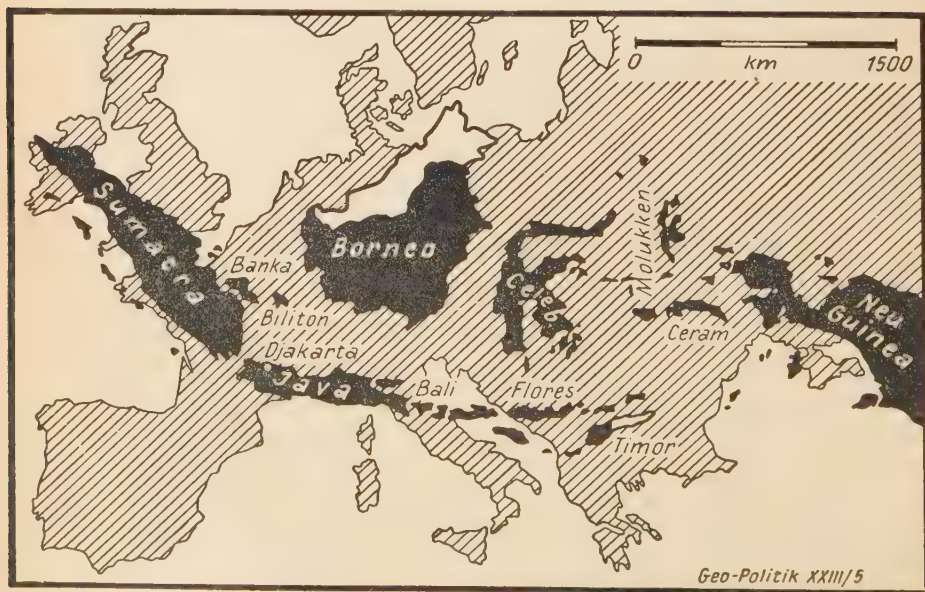 0 km 1500
Sumatra
Banka
Borneo
Biliton
Djakarta
Java
Bali
Celeb
Flores
Timor
Molukken
Ceram
Neu
Guinea
Geo-Politik XXIII/5